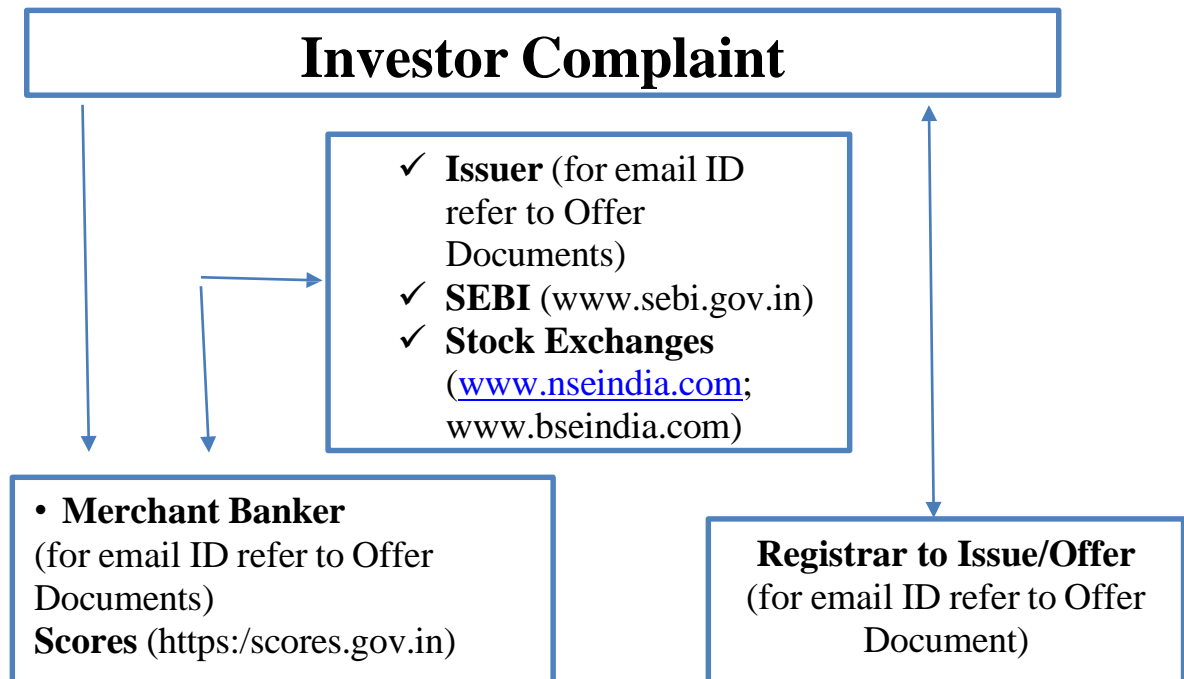 Investor Complaint
✓ Issuer (for email ID
refer to Offer
Documents)
✓ SEBI (www.sebi.gov.in)
✓ Stock Exchanges
(www.nseindia.com;
www.bseindia.com)
• Merchant Banker
(for email ID refer to Offer
Documents)
Scores (https:/scores.gov.in)
Registrar to Issue/Offer
(for email ID refer to Offer
Document)